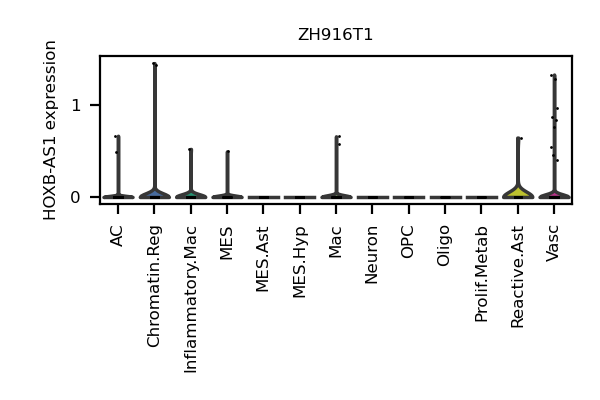 ZH916T1
HOXB-AS1 expression
1
0
AC
Chromatin.Reg
Inflammatory.Mac
MES
MES.Ast
MES.Hyp
Mac
Neuron
OPC
Oligo
Prolif.Metab
Reactive.Ast
Vasc